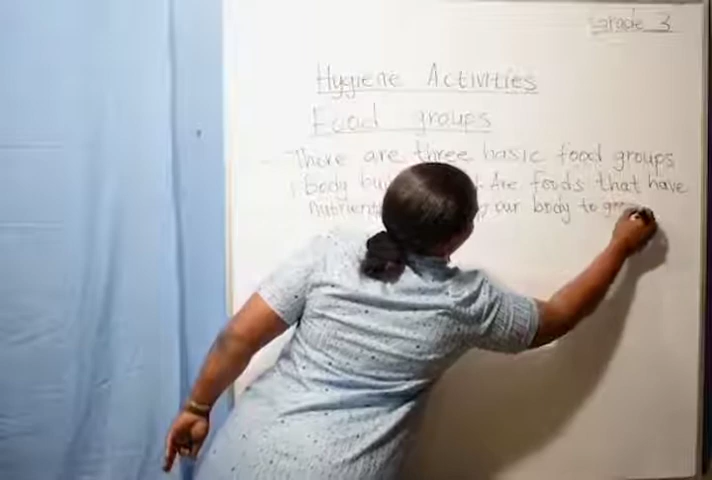 Grade 3
Hygiene Activities
Food groups
There are three basic food groups
body Are foods that have
our body to